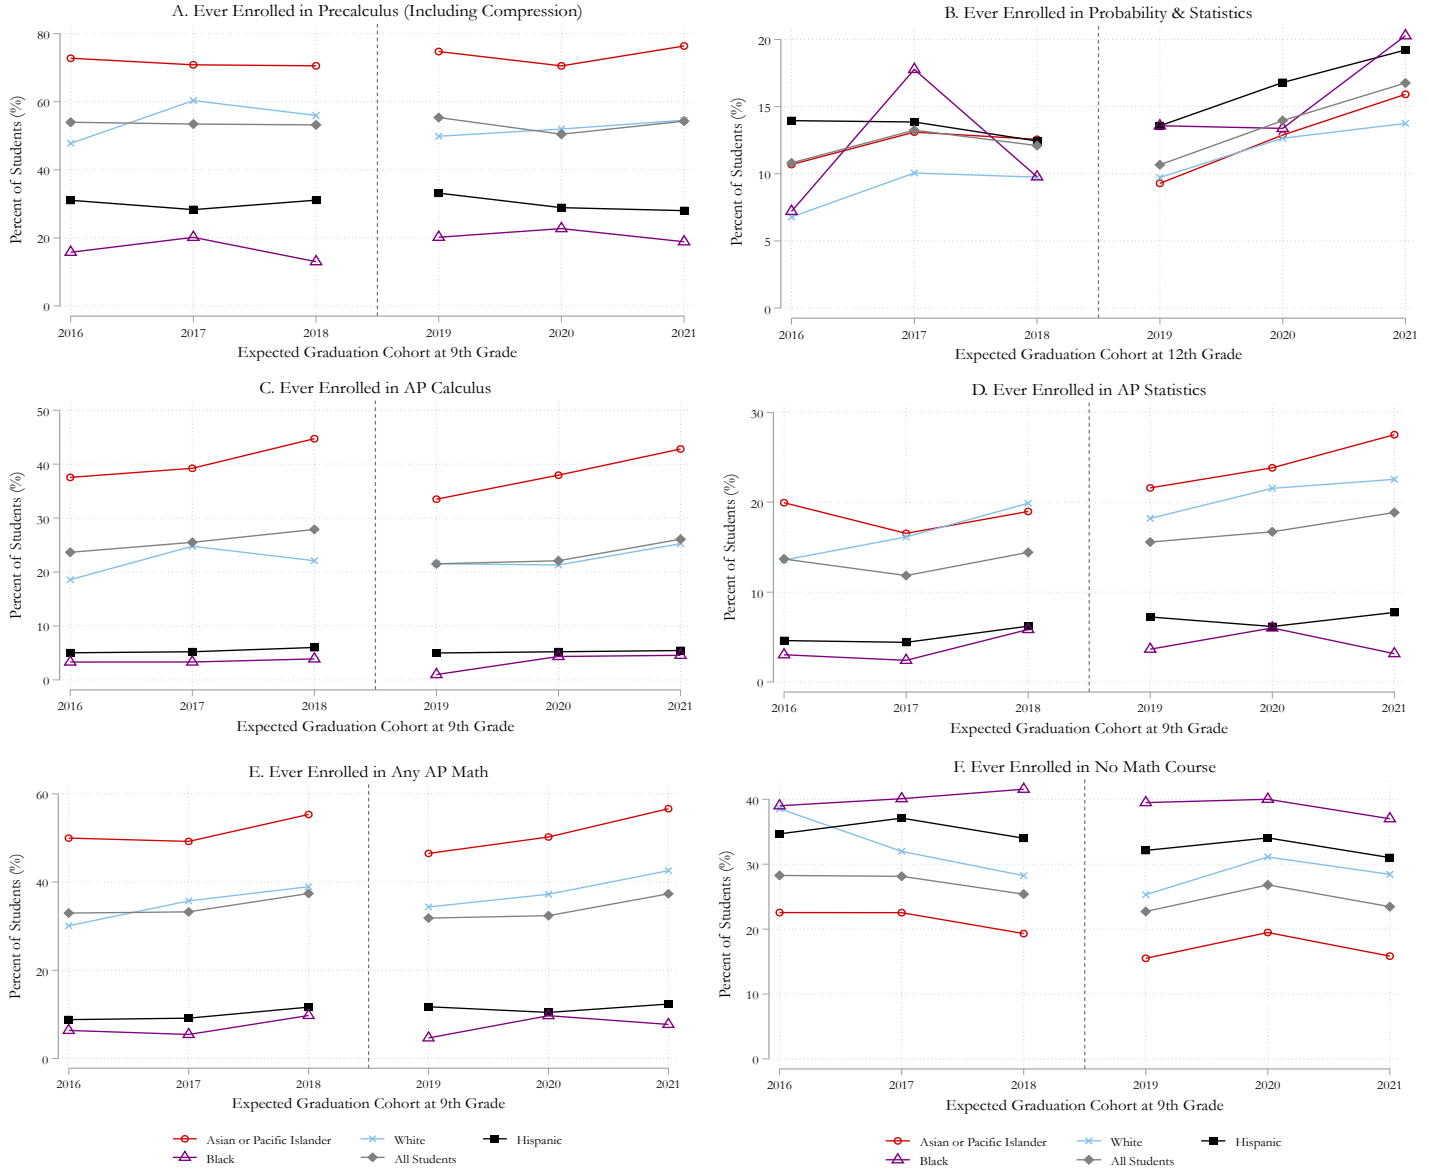 A. Ever Enrolled in Precalculus (Including Compression)
Percent of Students (%)
80
60
40
20
0
2016 2017 2018 2019 2020 2021
Expected Graduation Cohort at 9th Grade
B. Ever Enrolled in Probability & Statistics
Percent of Students (%)
20
15
10
5
0
2016 2017 2018 2019 2020 2021
Expected Graduation Cohort at 12th Grade
C. Ever Enrolled in AP Calculus
Percent of Students (%)
50
40
30
20
10
0
2016 2017 2018 2019 2020 2021
Expected Graduation Cohort at 9th Grade
D. Ever Enrolled in AP Statistics
Percent of Students (%)
30
20
10
0
2016 2017 2018 2019 2020 2021
Expected Graduation Cohort at 9th Grade
E. Ever Enrolled in Any AP Math
Percent of Students (%)
60
40
20
0
2016 2017 2018 2019 2020 2021
Expected Graduation Cohort at 9th Grade
F. Ever Enrolled in No Math Course
Percent of Students (%)
40
30
20
10
0
2016 2017 2018 2019 2020 2021
Expected Graduation Cohort at 9th Grade
Asian or Pacific Islander White Hispanic
Black All Students
Asian or Pacific Islander White Hispanic
Black All Students